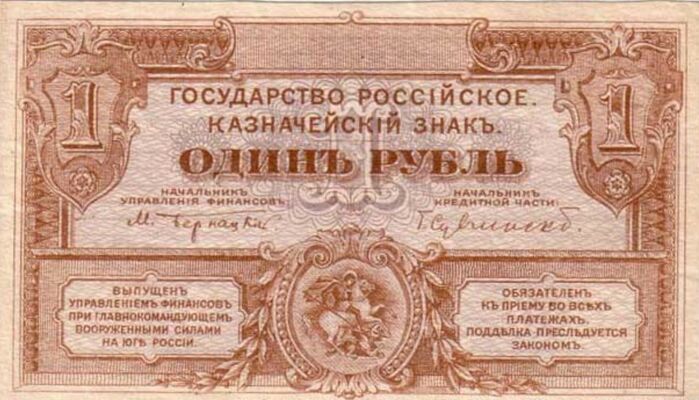 1
1
ГОСУДАРСТВО РОССІЙСКОЕ.
КАЗНАЧЕЙСКІЙ ЗНАКЪ.
ОДИНЪ РУБЛЬ
НАЧАЛЬНИКЪ
УПРАВЛЕНІЯ ФИНАНСОВЪ
М. Бернацкій
НАЧАЛЬНИКЪ
КРЕДИТНОЙ ЧАСТИ:
ВЫПУЩЕНЪ
УПРАВЛЕНІЕМЪ ФИНАНСОВЪ
ПРИ ГЛАВНОКОМАНДУЮЩЕМЪ
ВООРУЖЕННЫМИ СИЛАМИ
НА ЮГѢ РОССІИ.
ОБЯЗАТЕЛЕНЪ
КЪ ПРІЕМУ ВО ВСѢХЪ
ПЛАТЕЖАХЪ.
ПОДДѢЛКА ПРЕСЛѢДУЕТСЯ
ЗАКОНОМЪ.